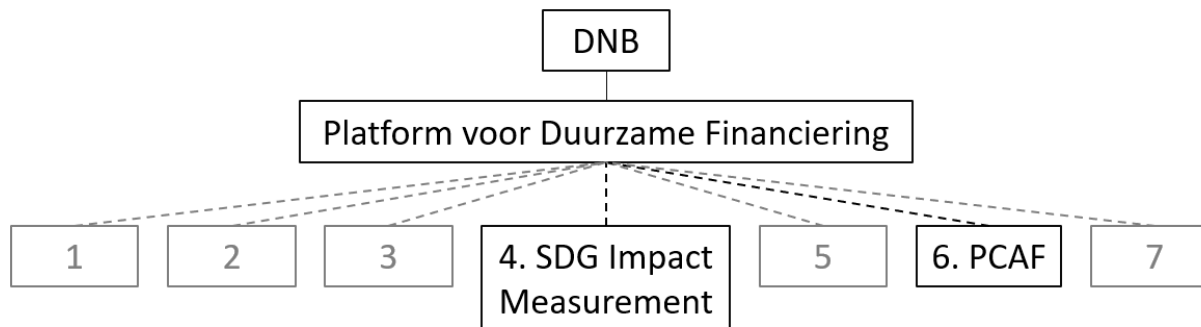 DNB
Platform voor Duurzame Financiering
1
2
3
4. SDG Impact
Measurement
5
6. PCAF
7